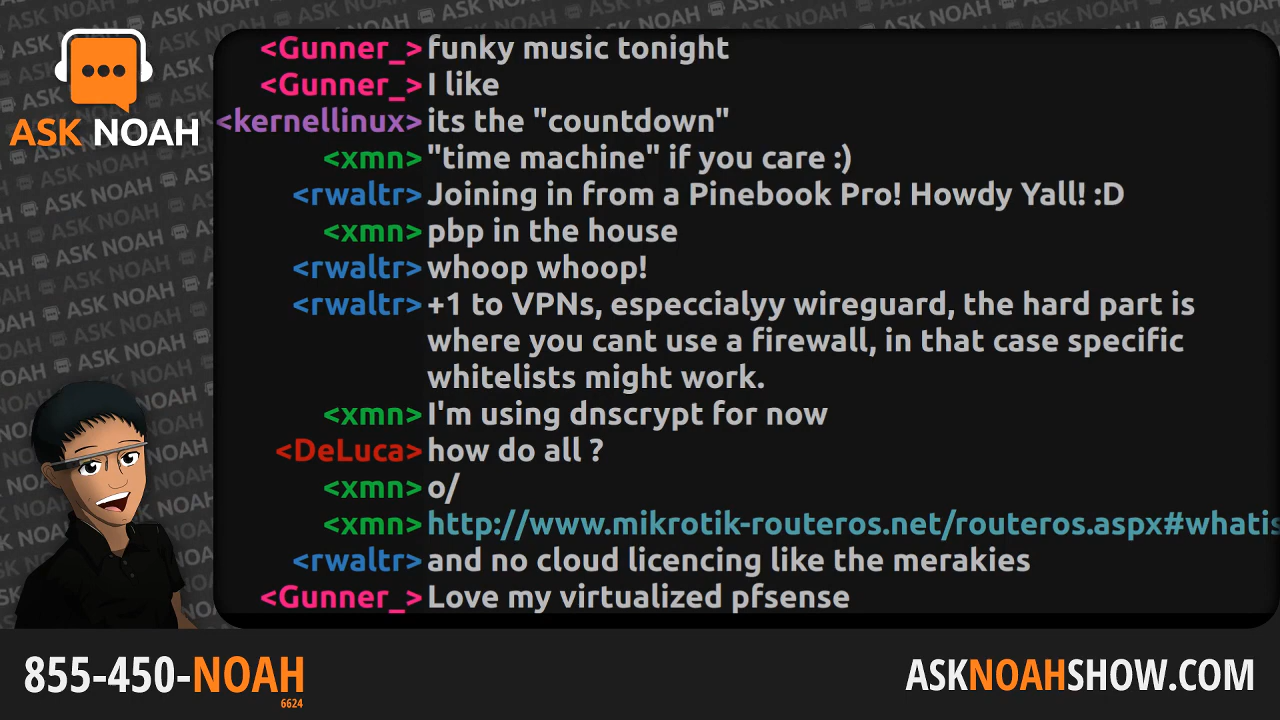 ASK NOAH
<Gunner_> funky music tonight
<Gunner_> I like
<kernellinux> its the "countdown"
<xmn> "time machine" if you care :)
<rwaltr> Joining in from a Pinebook Pro! Howdy Yall! :D
<xmn> pbp in the house
<rwaltr> whoop whoop!
<rwaltr> +1 to VPNs, especcialyy wireguard, the hard part is
where you cant use a firewall, in that case specific
whitelists might work.
<xmn> I'm using dnscrypt for now
<DeLuca> how do all ?
<xmn> o/
<xmn> http://www.mikrotik-routeros.net/routeros.aspx#whatis
<rwaltr> and no cloud licencing like the merakies
<Gunner_> Love my virtualized pfsense
855-450-NOAH
6624
ASKNOAHSHOW.COM